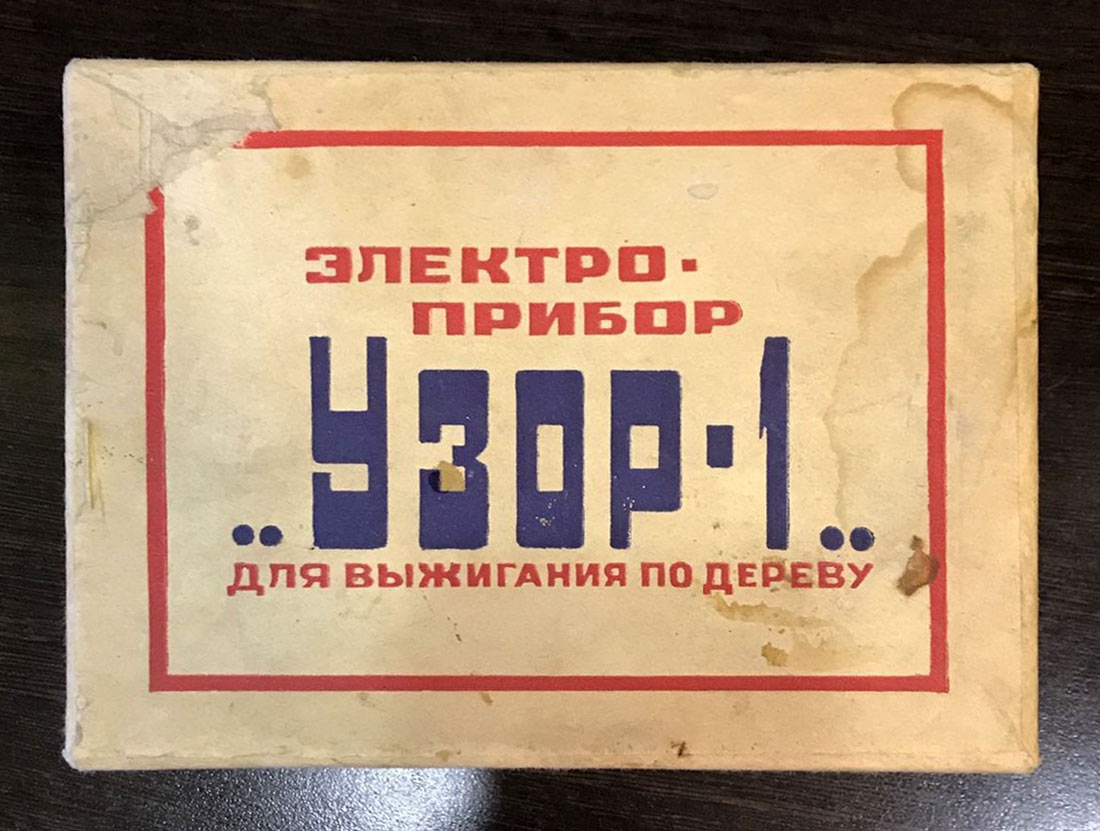 ЭЛЕКТРО-
ПРИБОР
„УЗОР-1„
ДЛЯ ВЫЖИГАНИЯ ПО ДЕРЕВУ